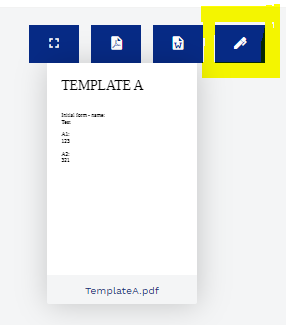 TEMPLATE A
Initial form - name:
Test
A1:
123
A2:
321
TemplateA.pdf